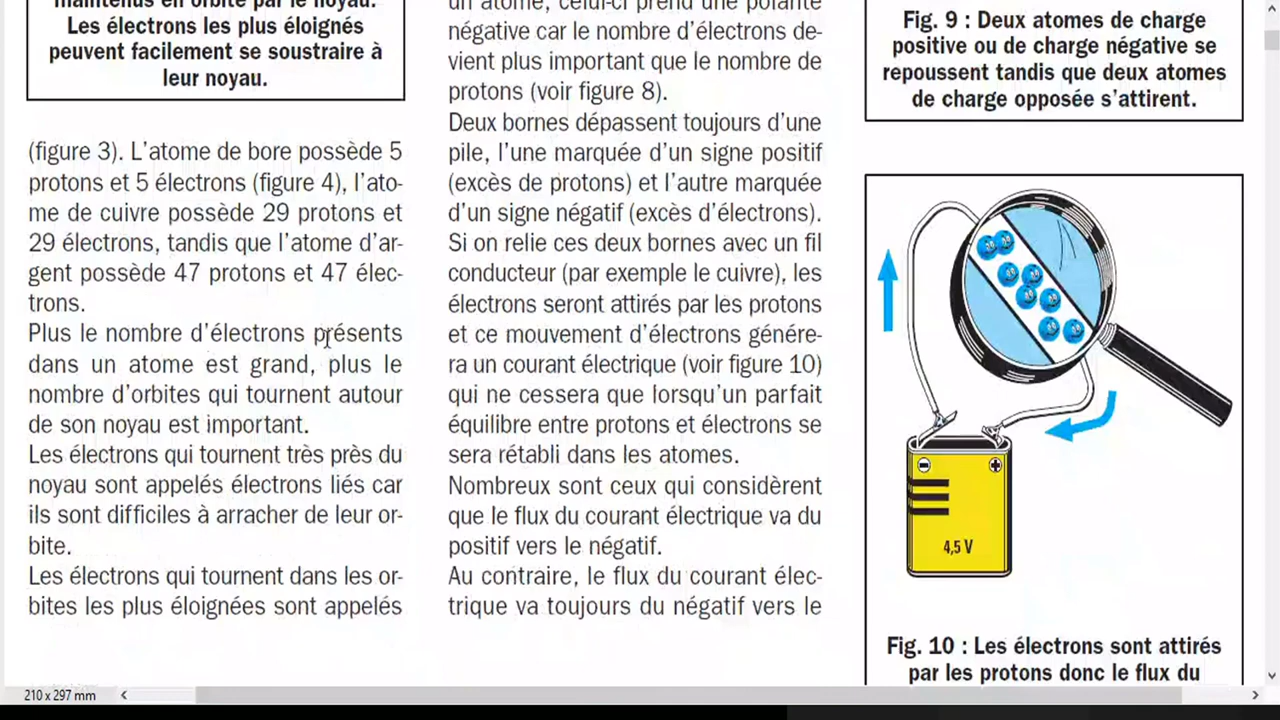 maintenus en orbite par le noyau.
Les électrons les plus éloignés
peuvent facilement se soustraire à
leur noyau.
(figure 3). L’atome de bore possède 5
protons et 5 électrons (figure 4), l’ato-
me de cuivre possède 29 protons et
29 électrons, tandis que l’atome d’ar-
gent possède 47 protons et 47 élec-
trons.
Plus le nombre d’électrons présents
dans un atome est grand, plus le
nombre d’orbites qui tournent autour
de son noyau est important.
Les électrons qui tournent très près du
noyau sont appelés électrons liés car
ils sont difficiles à arracher de leur or-
bite.
Les électrons qui tournent dans les or-
bites les plus éloignées sont appelés
un atome, celui-ci prend une polarité
négative car le nombre d’électrons de-
vient plus important que le nombre de
protons (voir figure 8).
Deux bornes dépassent toujours d’une
pile, l’une marquée d’un signe positif
(excès de protons) et l’autre marquée
d’un signe négatif (excès d’électrons).
Si on relie ces deux bornes avec un fil
conducteur (par exemple le cuivre), les
électrons seront attirés par les protons
et ce mouvement d’électrons génére-
ra un courant électrique (voir figure 10)
qui ne cessera que lorsqu’un parfait
équilibre entre protons et électrons se
sera rétabli dans les atomes.
Nombreux sont ceux qui considèrent
que le flux du courant électrique va du
positif vers le négatif.
Au contraire, le flux du courant élec-
trique va toujours du négatif vers le
Fig. 9 : Deux atomes de charge
positive ou de charge négative se
repoussent tandis que deux atomes
de charge opposée s’attirent.
4,5 V
Fig. 10 : Les électrons sont attirés
par les protons donc le flux du
210 x 297 mm